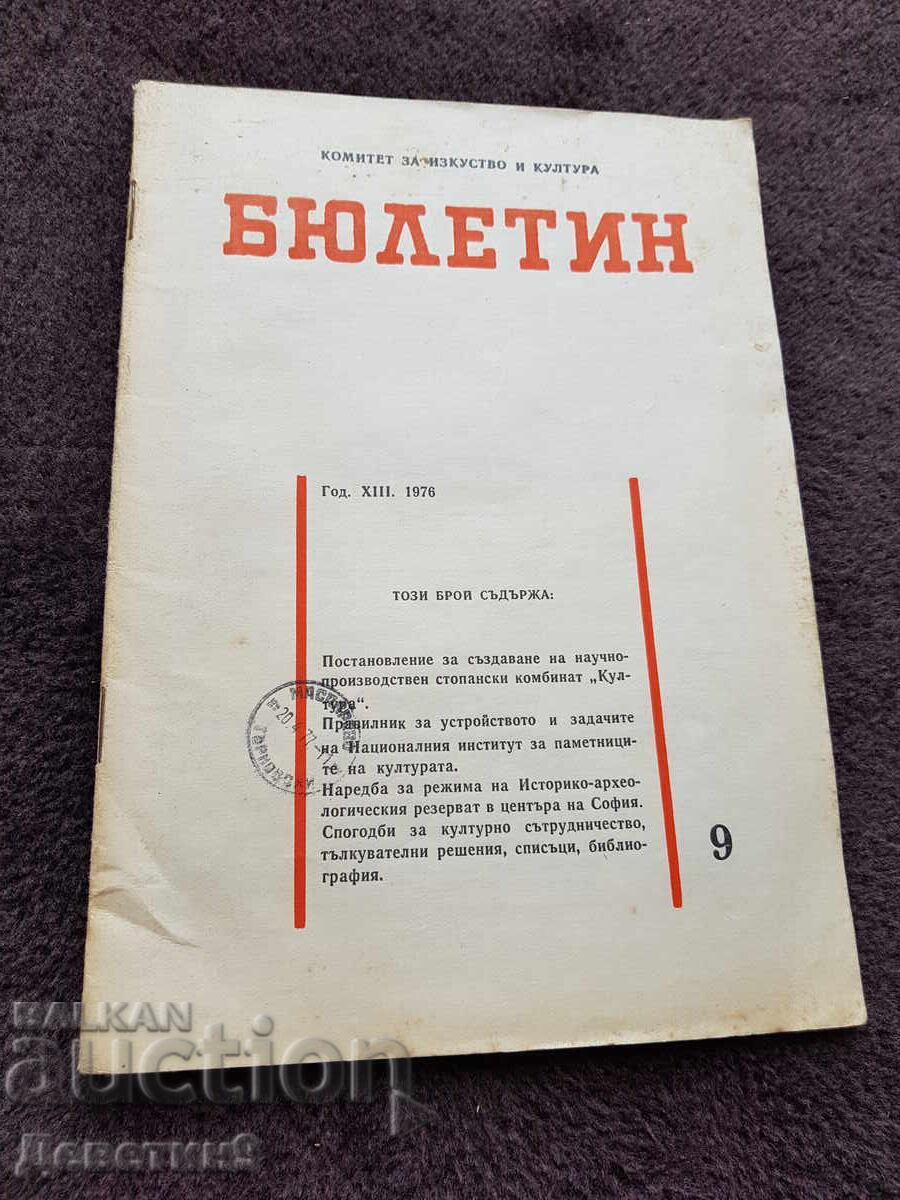 КОМИТЕТ ЗА ИЗКУСТВО И КУЛТУРА
БЮЛЕТИН
Год. XIII. 1976
ТОЗИ БРОЙ СЪДЪРЖА:
Постановление за създаване на научно-
производствен стопански комбинат „Кул-
тура“.
Правилник за устройството и задачите
на Националния институт за паметници-
те на културата.
Наредба за режима на Историко-архео-
логическия резерват в центъра на София.
Спогодби за културно сътрудничество,
тълкувателни решения, списъци, библио-
графия.
9
BALKAN
auction
Деветкин9